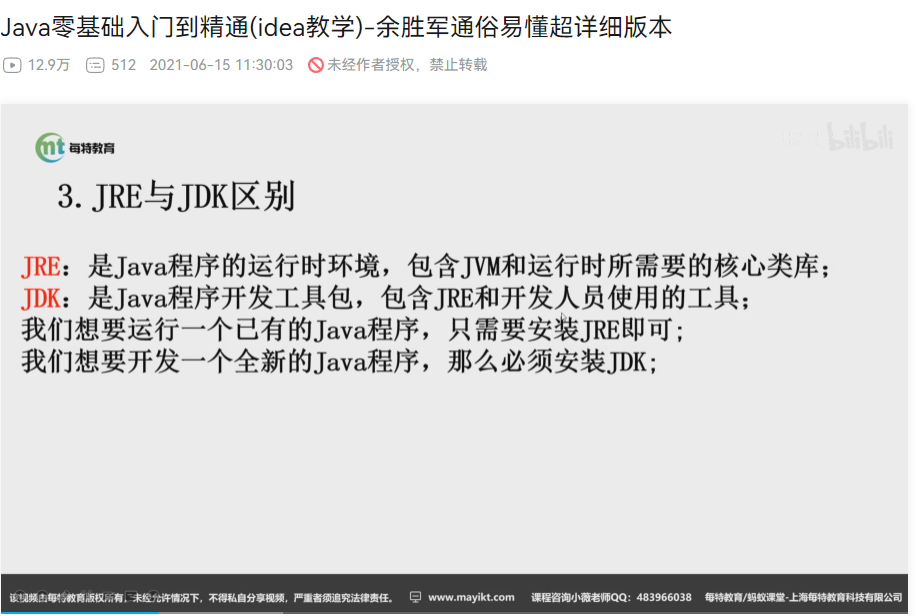 Java零基础入门到精通(idea教学)-余胜军通俗易懂超详细版本
12.9万 512 2021-06-15 11:30:03 未经作者授权，禁止转载
mt 每特教育
bilibili
3.JRE与JDK区别
JRE：是Java程序的运行时环境，包含JVM和运行时所需要的核心类库；
JDK：是Java程序开发工具包，包含JRE和开发人员使用的工具；
我们想要运行一个已有的Java程序，只需要安装JRE即可;
我们想要开发一个全新的Java程序，那么必须安装JDK;
该视频由每特教育版权所有，未经允许情况下，不得私自分享视频，严重者须追究法律责任。 www.mayikt.com 课程咨询小薇老师QQ：483966038 每特教育/蚂蚁课堂-上海每特教育科技有限公司